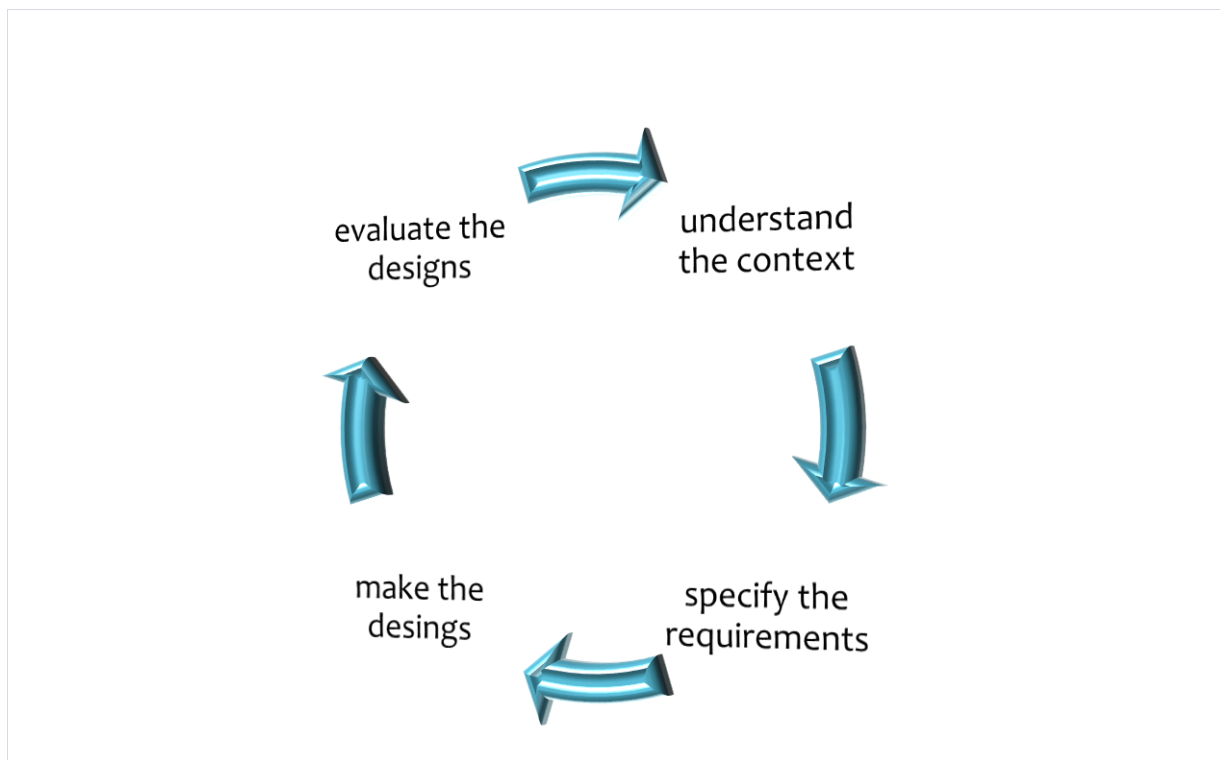 evaluate the
designs
understand
the context
make the
desings
specify the
requirements